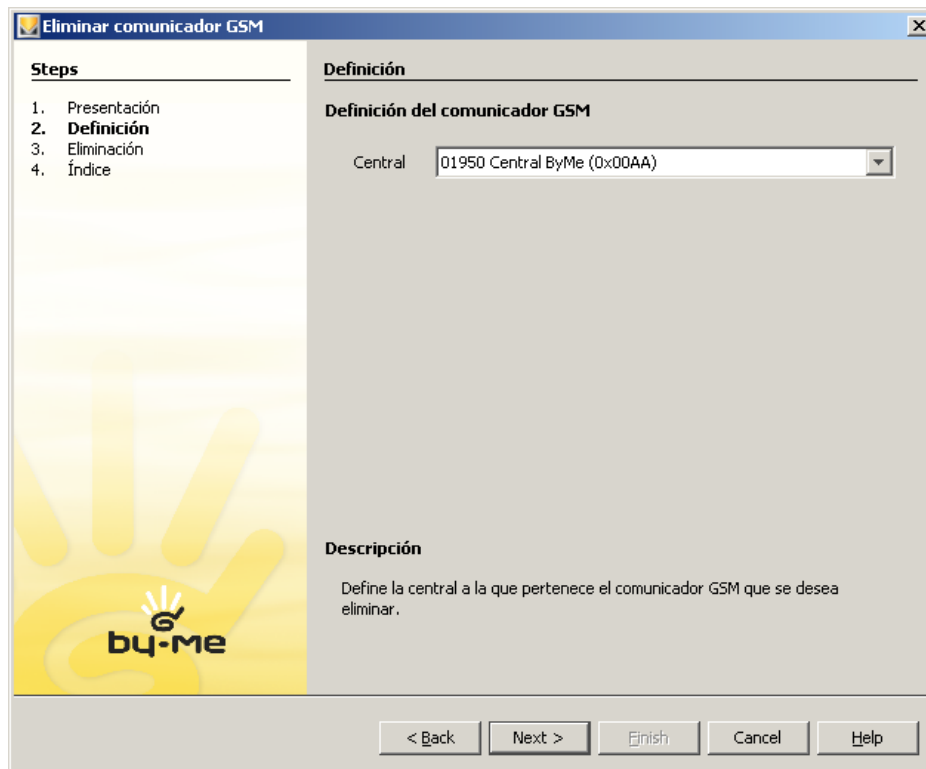 Eliminar comunicador GSM
Steps
1. Presentación
2. Definición
3. Eliminación
4. Índice
by-me
Definición
Definición del comunicador GSM
Central 01950 Central ByMe (0x00AA)
Descripción
Define la central a la que pertenece el comunicador GSM que se desea
eliminar.
< Back Next > Finish Cancel Help